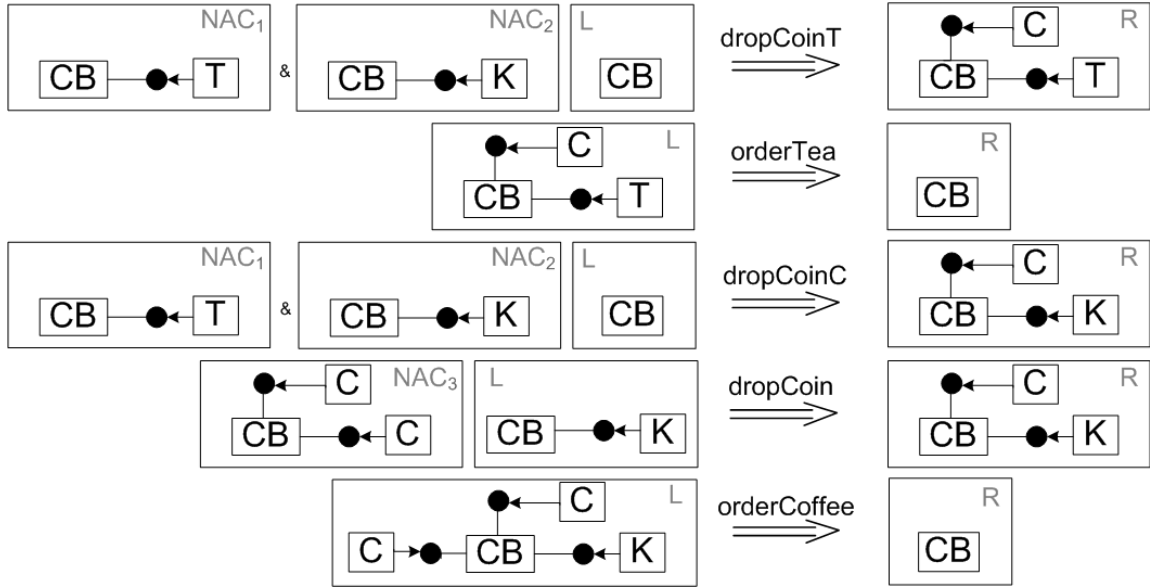 NAC₁ NAC₂ L dropCoinT C R
CB T & CB K CB CB T
C L orderTea R
CB T CB
NAC₁ NAC₂ L dropCoinC C R
CB T & CB K CB CB K
C NAC₃ L dropCoin C R
CB C CB K CB K
C L orderCoffee R
C CB K CB